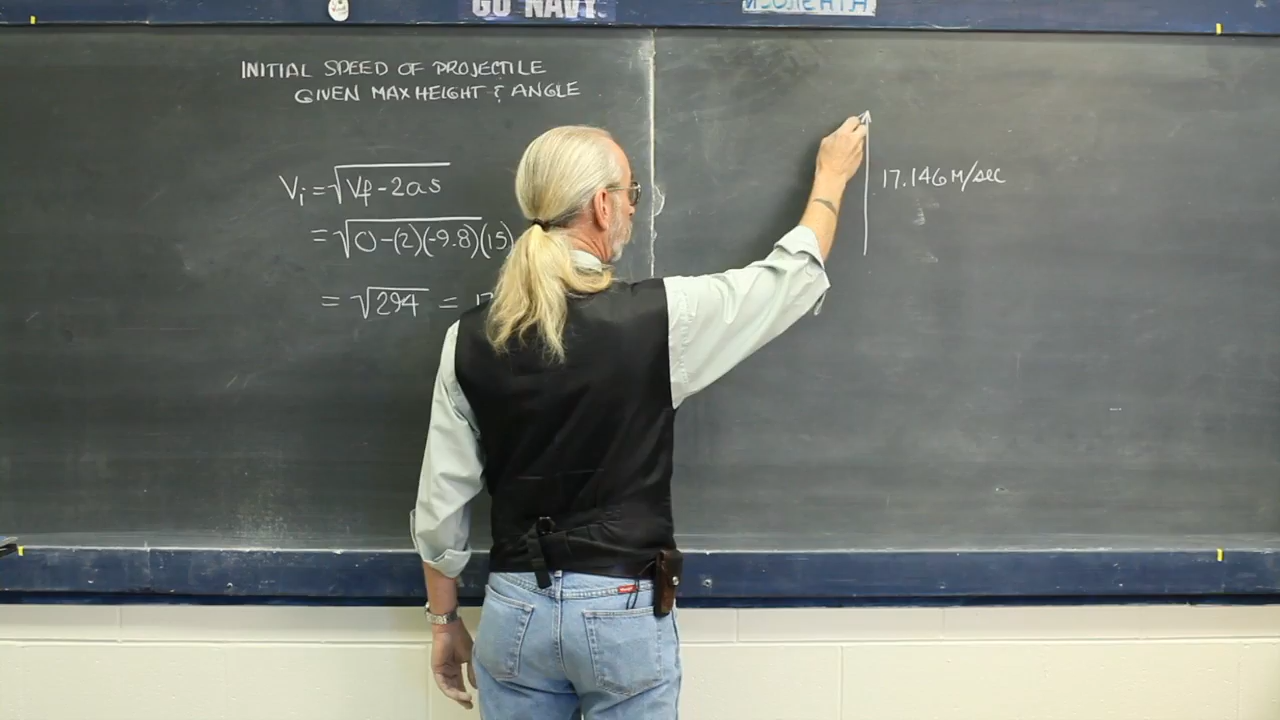 GO NAVY
INITIAL SPEED OF PROJECTILE
GIVEN MAX HEIGHT & ANGLE
Vi = √Vf - 2as
= √0-(2)(-9.8)(15)
= √294 = 17
17.146 M/sec